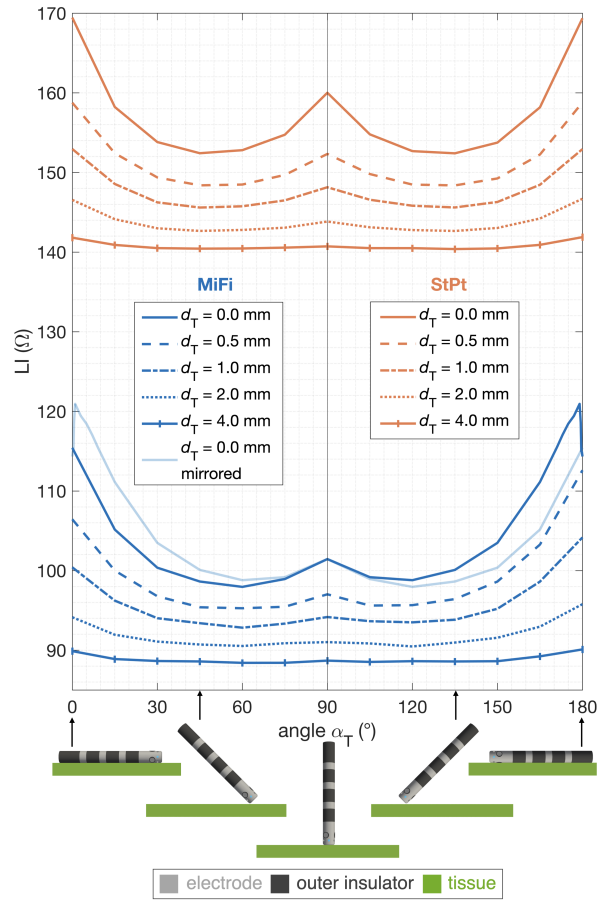 170
160
150
140
130
120
110
100
90
LI (Ω)
MiFi
d_T = 0.0 mm
d_T = 0.5 mm
d_T = 1.0 mm
d_T = 2.0 mm
d_T = 4.0 mm
d_T = 0.0 mm
mirrored
StPt
d_T = 0.0 mm
d_T = 0.5 mm
d_T = 1.0 mm
d_T = 2.0 mm
d_T = 4.0 mm
0 30 60 90 120 150 180
angle α_T (°)
electrode outer insulator tissue